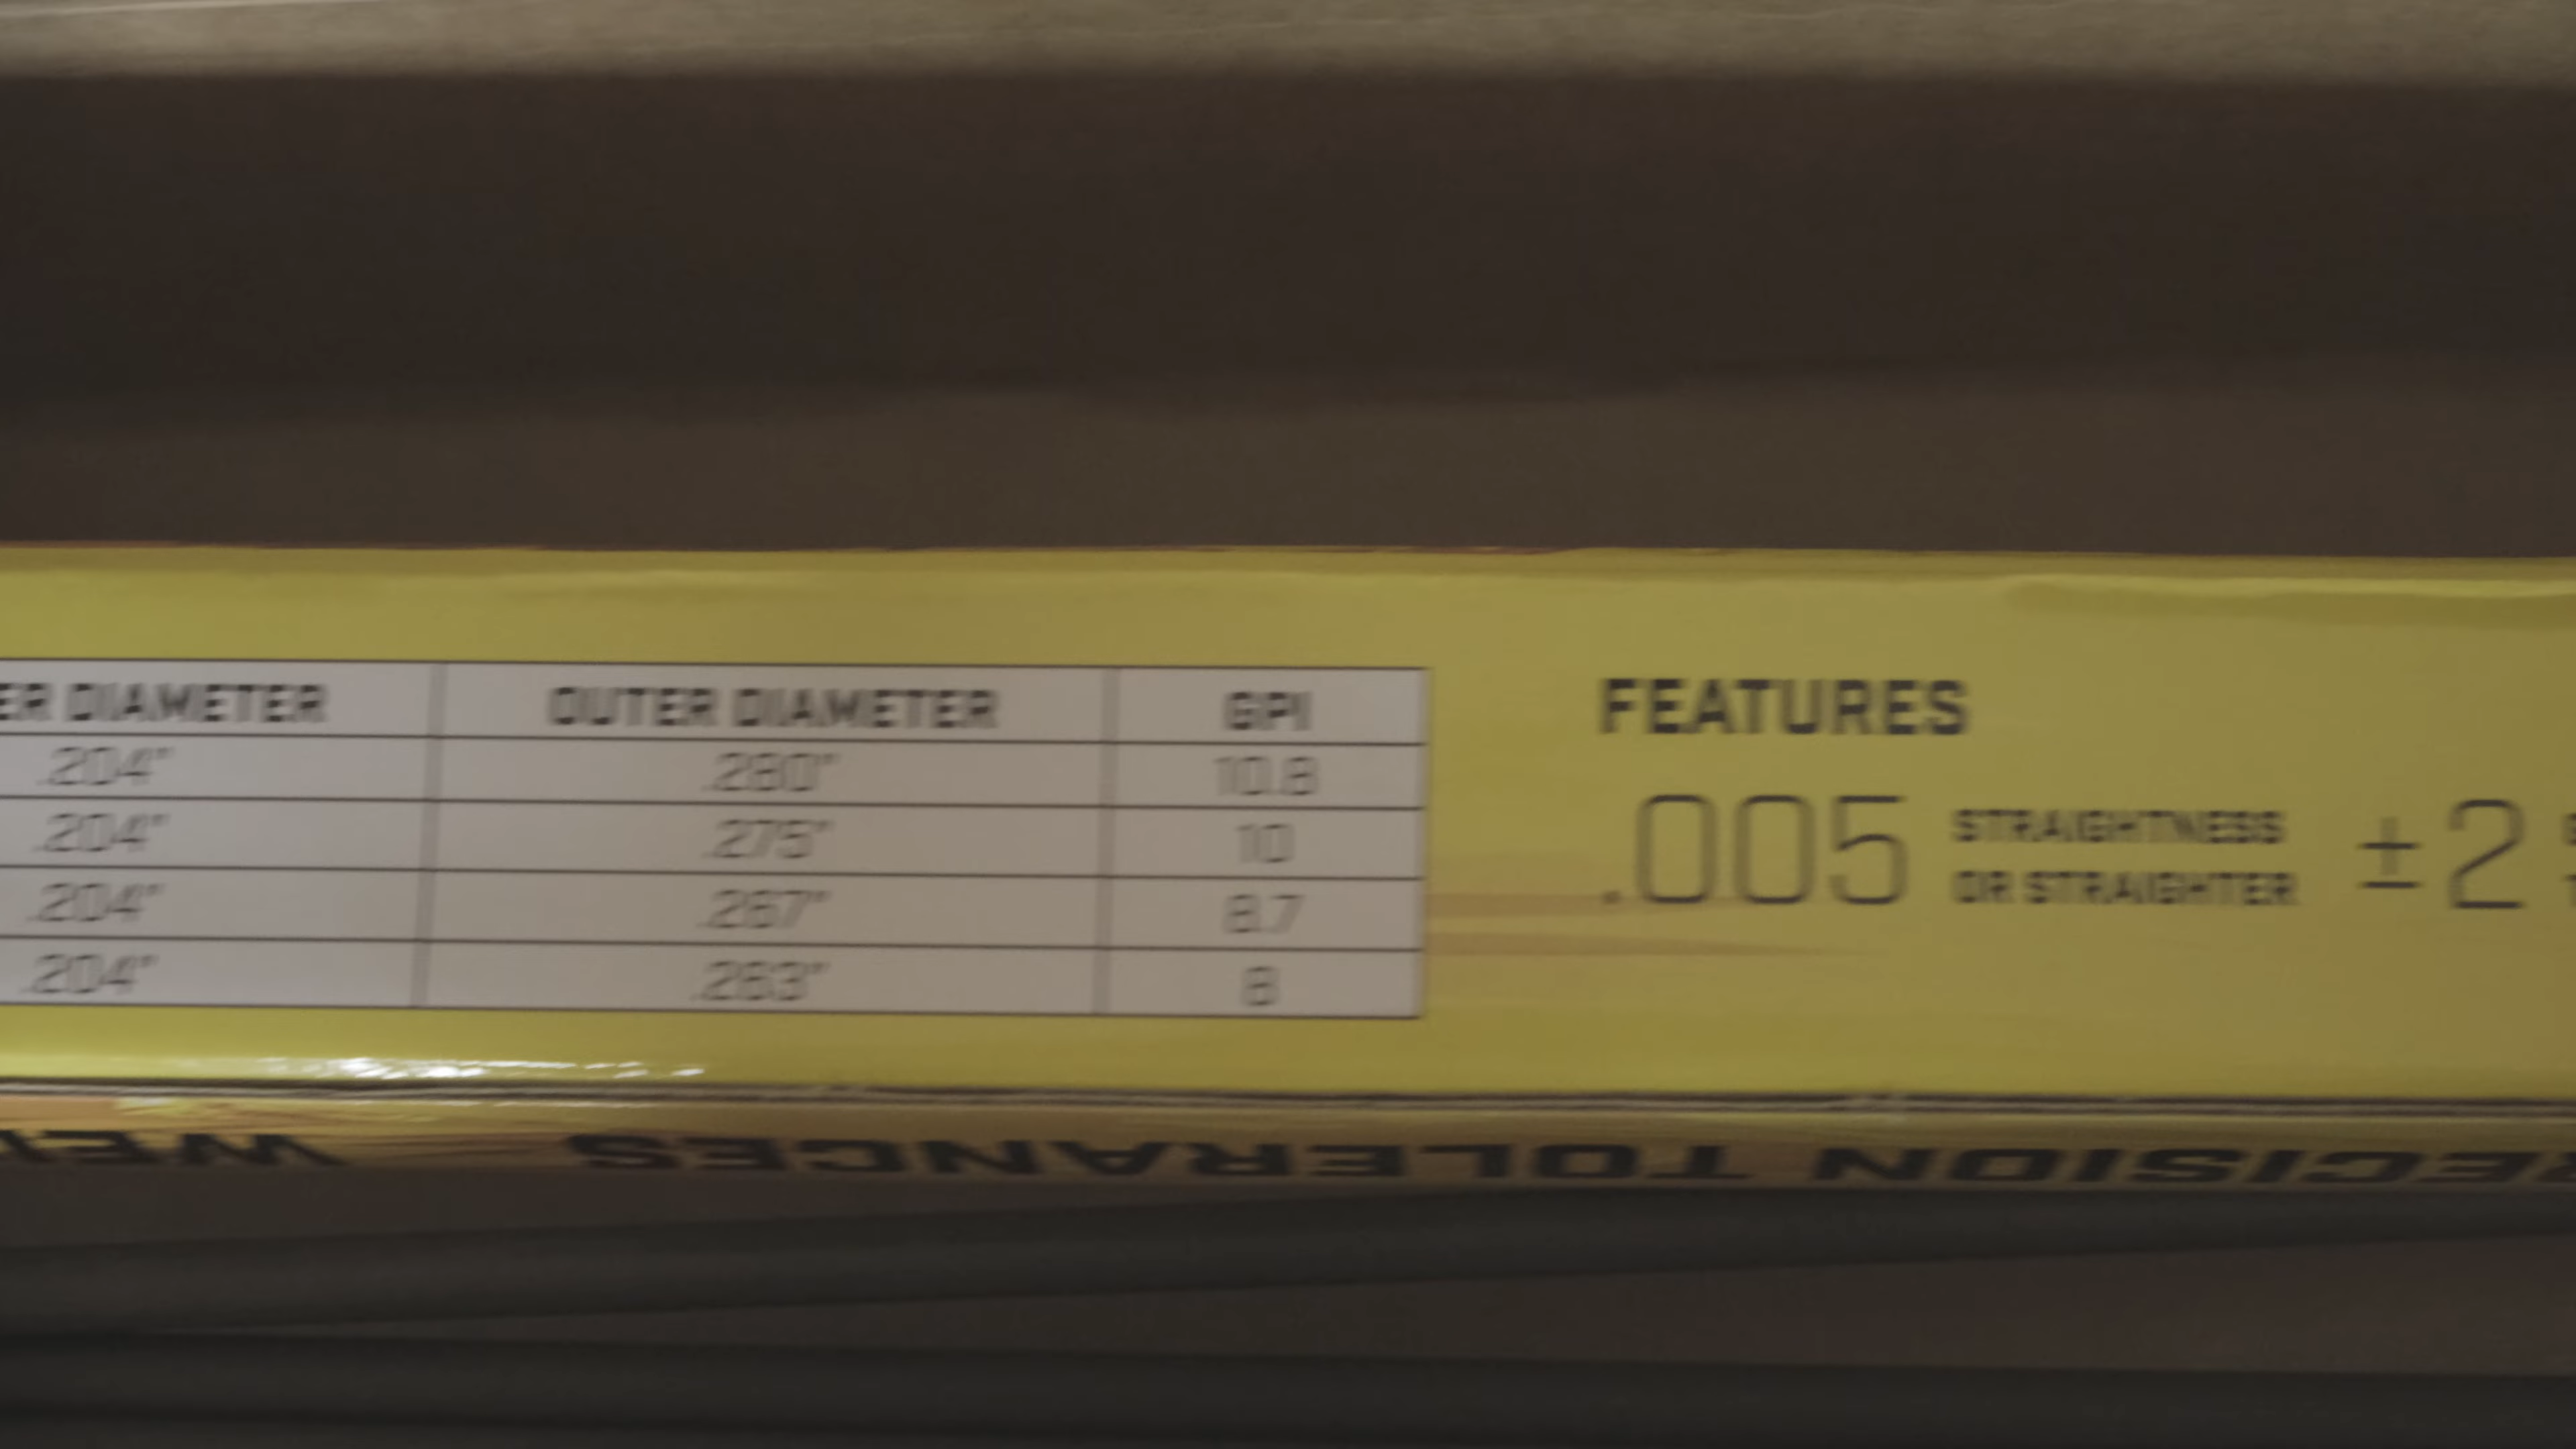 ER DIAMETER OUTER DIAMETER GPI
.204" .280" 10.8
.204" .275" 10
.204" .267" 8.7
.204" .263" 8
FEATURES
.005 STRAIGHTNESS OR STRAIGHTER ±2
RECISION TOLERANCES